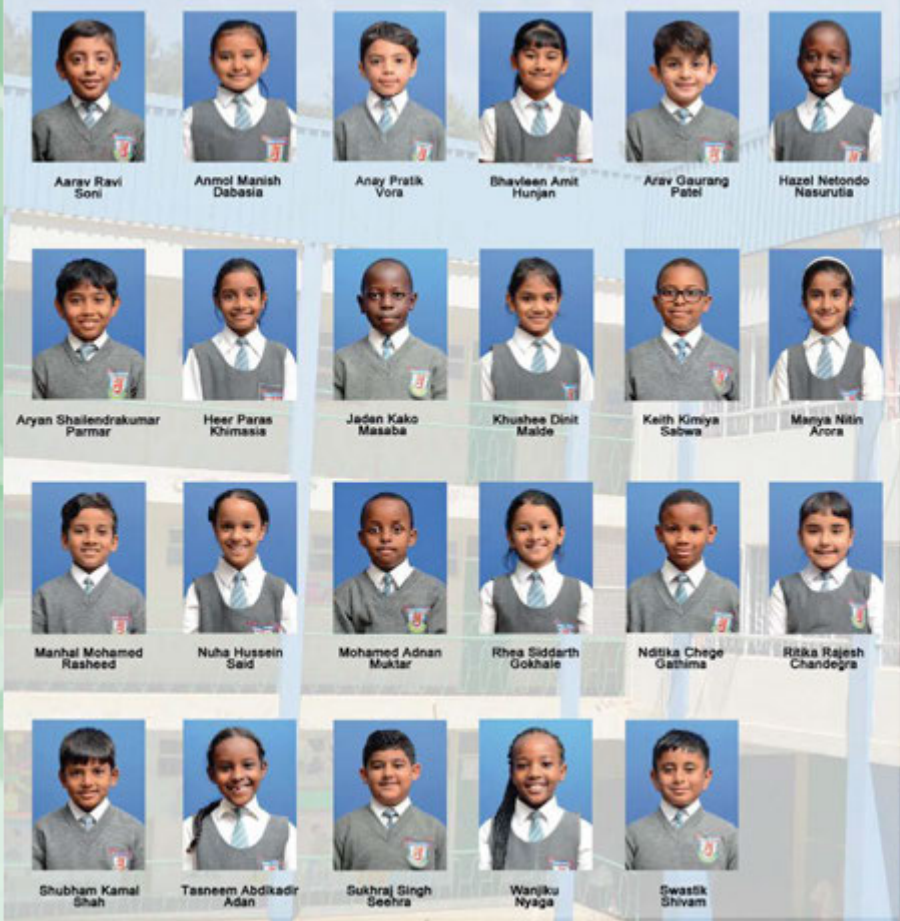 Aarav Ravi
Soni
Anmol Manish
Dabasia
Anay Pratik
Vora
Bhavleen Amit
Hunjan
Arav Gaurang
Patel
Hazel Netondo
Nasurutia
Aryan Shailendrakumar
Parmar
Heer Paras
Khimasia
Jaden Kako
Masaba
Khushee Dinit
Malde
Keith Kimiya
Sabwa
Manya Nitin
Arora
Manhal Mohamed
Rasheed
Nuha Hussein
Said
Mohamed Adnan
Muktar
Rhea Siddarth
Gokhale
Nditika Chege
Gathima
Ritika Rajesh
Chandegra
Shubham Kamal
Shah
Tasneem Abdikadir
Adan
Sukhraj Singh
Seehra
Wanjiku
Nyaga
Swastik
Shivam